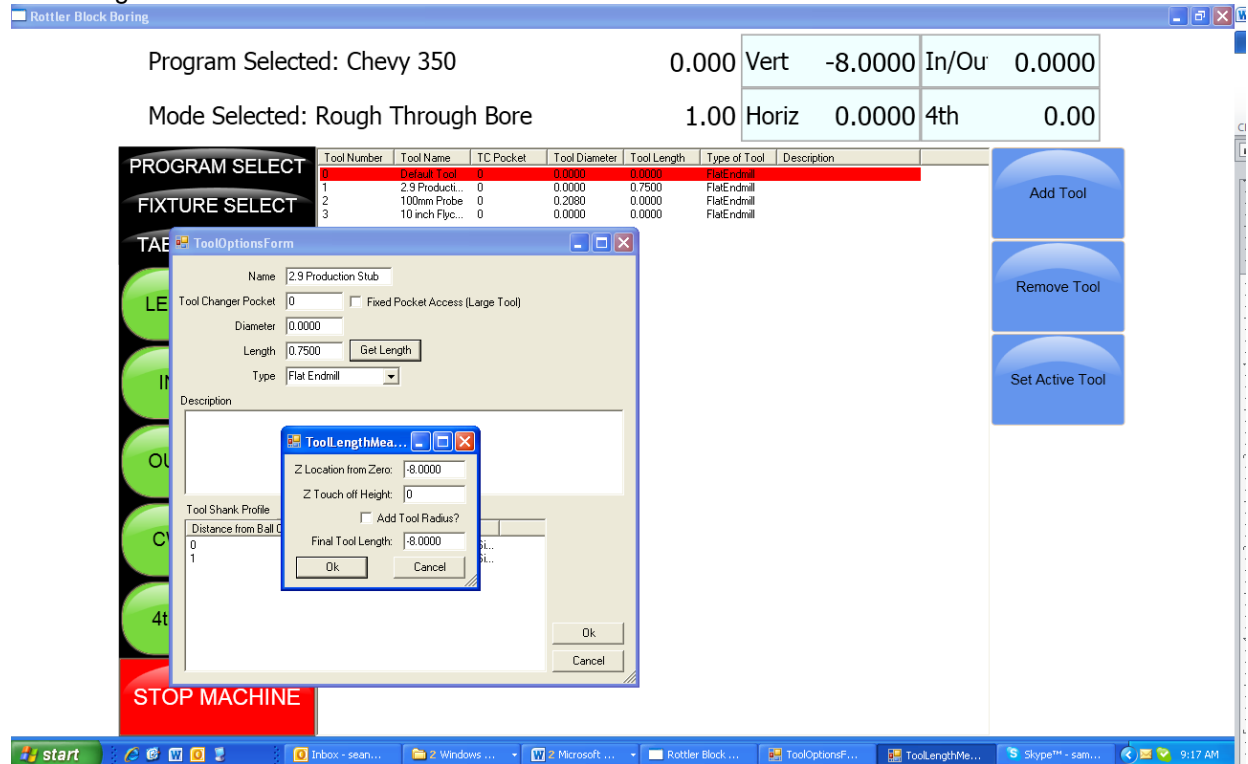 Rottler Block Boring
Program Selected: Chevy 350
0.000 Vert -8.0000 In/Ou 0.0000
Mode Selected: Rough Through Bore
1.00 Horiz 0.0000 4th 0.00
PROGRAM SELECT
FIXTURE SELECT
Tool Number Tool Name TC Pocket Tool Diameter Tool Length Type of Tool Description
0 Default Tool 0 0.0000 0.0000 FlatEndmill
1 2.9 Producti... 0 0.0000 0.7500 FlatEndmill
2 100mm Probe 0 0.2080 0.0000 FlatEndmill
3 10 inch Flyc... 0 0.0000 0.0000 FlatEndmill
Add Tool
Remove Tool
Set Active Tool
ToolOptionsForm
Name 2.9 Production Stub
Tool Changer Pocket 0 Fixed Pocket Access (Large Tool)
Diameter 0.0000
Length 0.7500 Get Length
Type Flat Endmill
Description
ToolLengthMea...
Z Location from Zero: -8.0000
Z Touch off Height: 0
Add Tool Radius?
Final Tool Length: -8.0000
Ok Cancel
Tool Shank Profile
Distance from Ball
0
1
Ok
Cancel
STOP MACHINE
start
Inbox - sean...
2 Windows ...
2 Microsoft ...
Rottler Block ...
ToolOptionsF...
ToolLengthMe...
Skype™ - sam...
9:17 AM